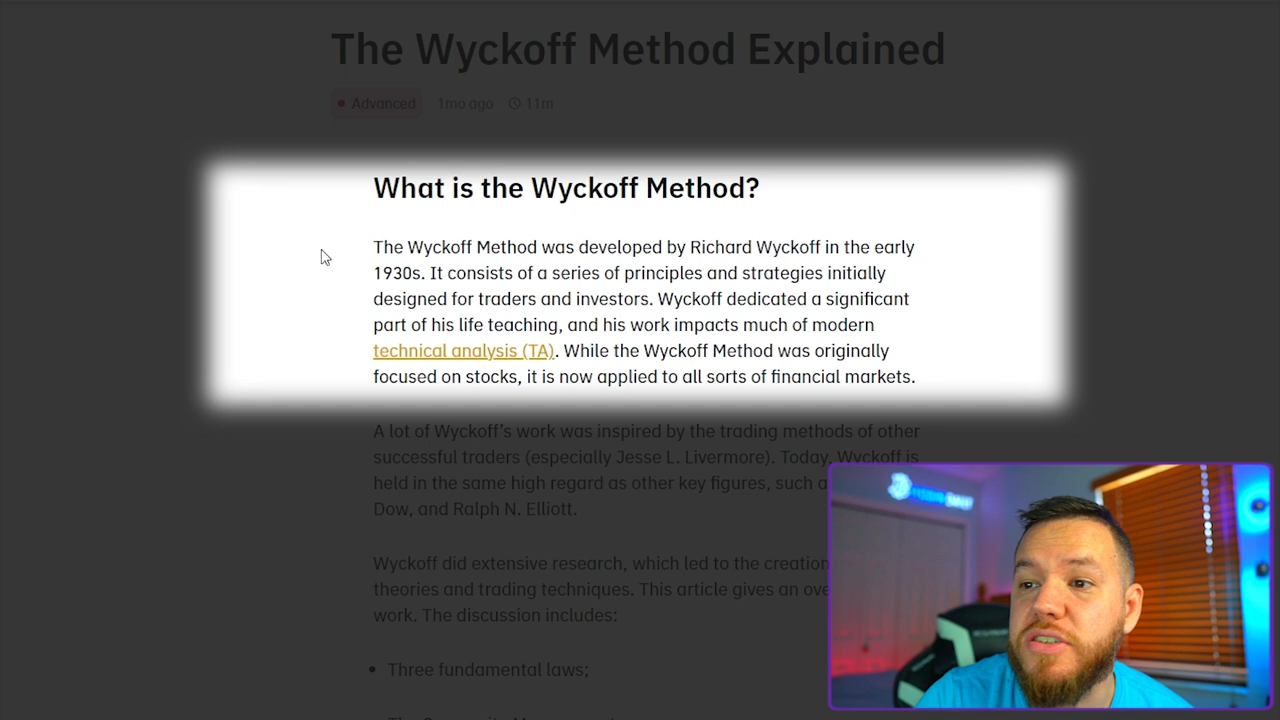 The Wyckoff Method Explained
Advanced 1mo ago 11m
What is the Wyckoff Method?
The Wyckoff Method was developed by Richard Wyckoff in the early
1930s. It consists of a series of principles and strategies initially
designed for traders and investors. Wyckoff dedicated a significant
part of his life teaching, and his work impacts much of modern
technical analysis (TA). While the Wyckoff Method was originally
focused on stocks, it is now applied to all sorts of financial markets.
A lot of Wyckoff's work was inspired by the trading methods of other
successful traders (especially Jesse L. Livermore). Today, Wyckoff is
held in the same high regard as other key figures, such
Dow, and Ralph N. Elliott.
Wyckoff did extensive research, which led to the creation
theories and trading techniques. This article gives an
work. The discussion includes:
• Three fundamental laws;